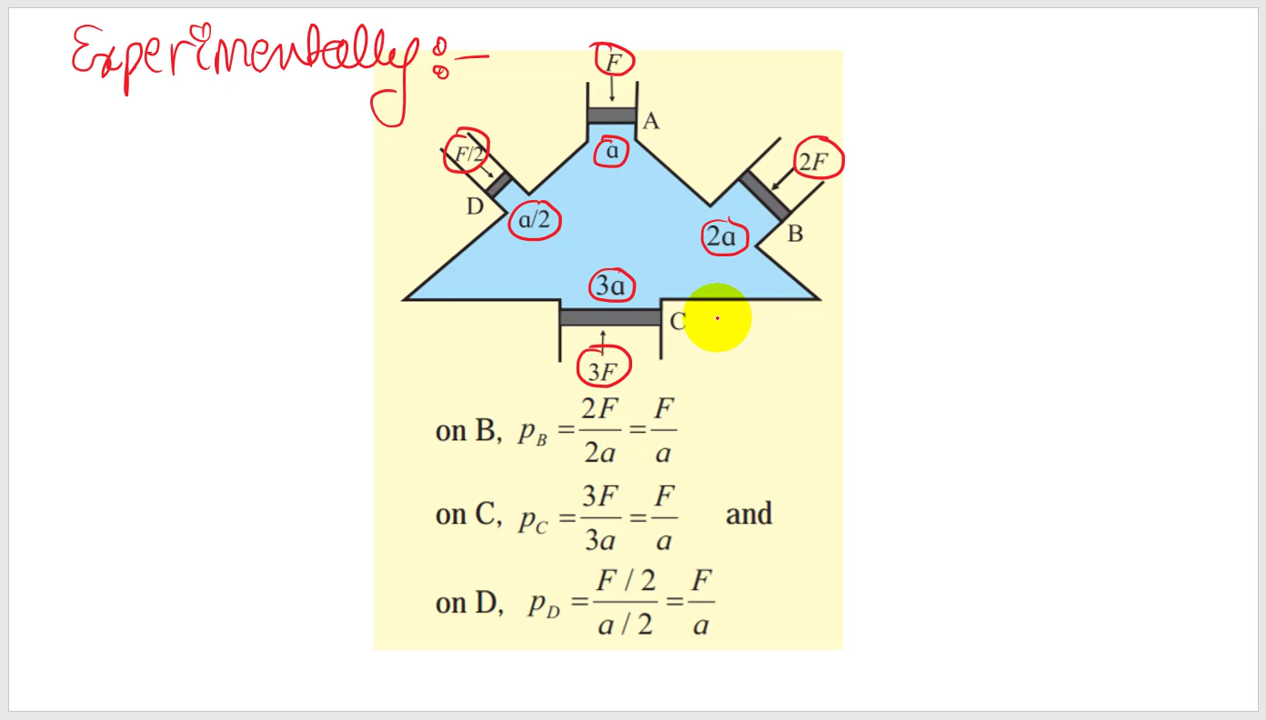 Experimentally:-
F
A
a
F/2
D
a/2
2F
B
2a
3a
C
3F
on B, p_B = 2F/2a = F/a
on C, p_C = 3F/3a = F/a and
on D, p_D = F/2 / a/2 = F/a